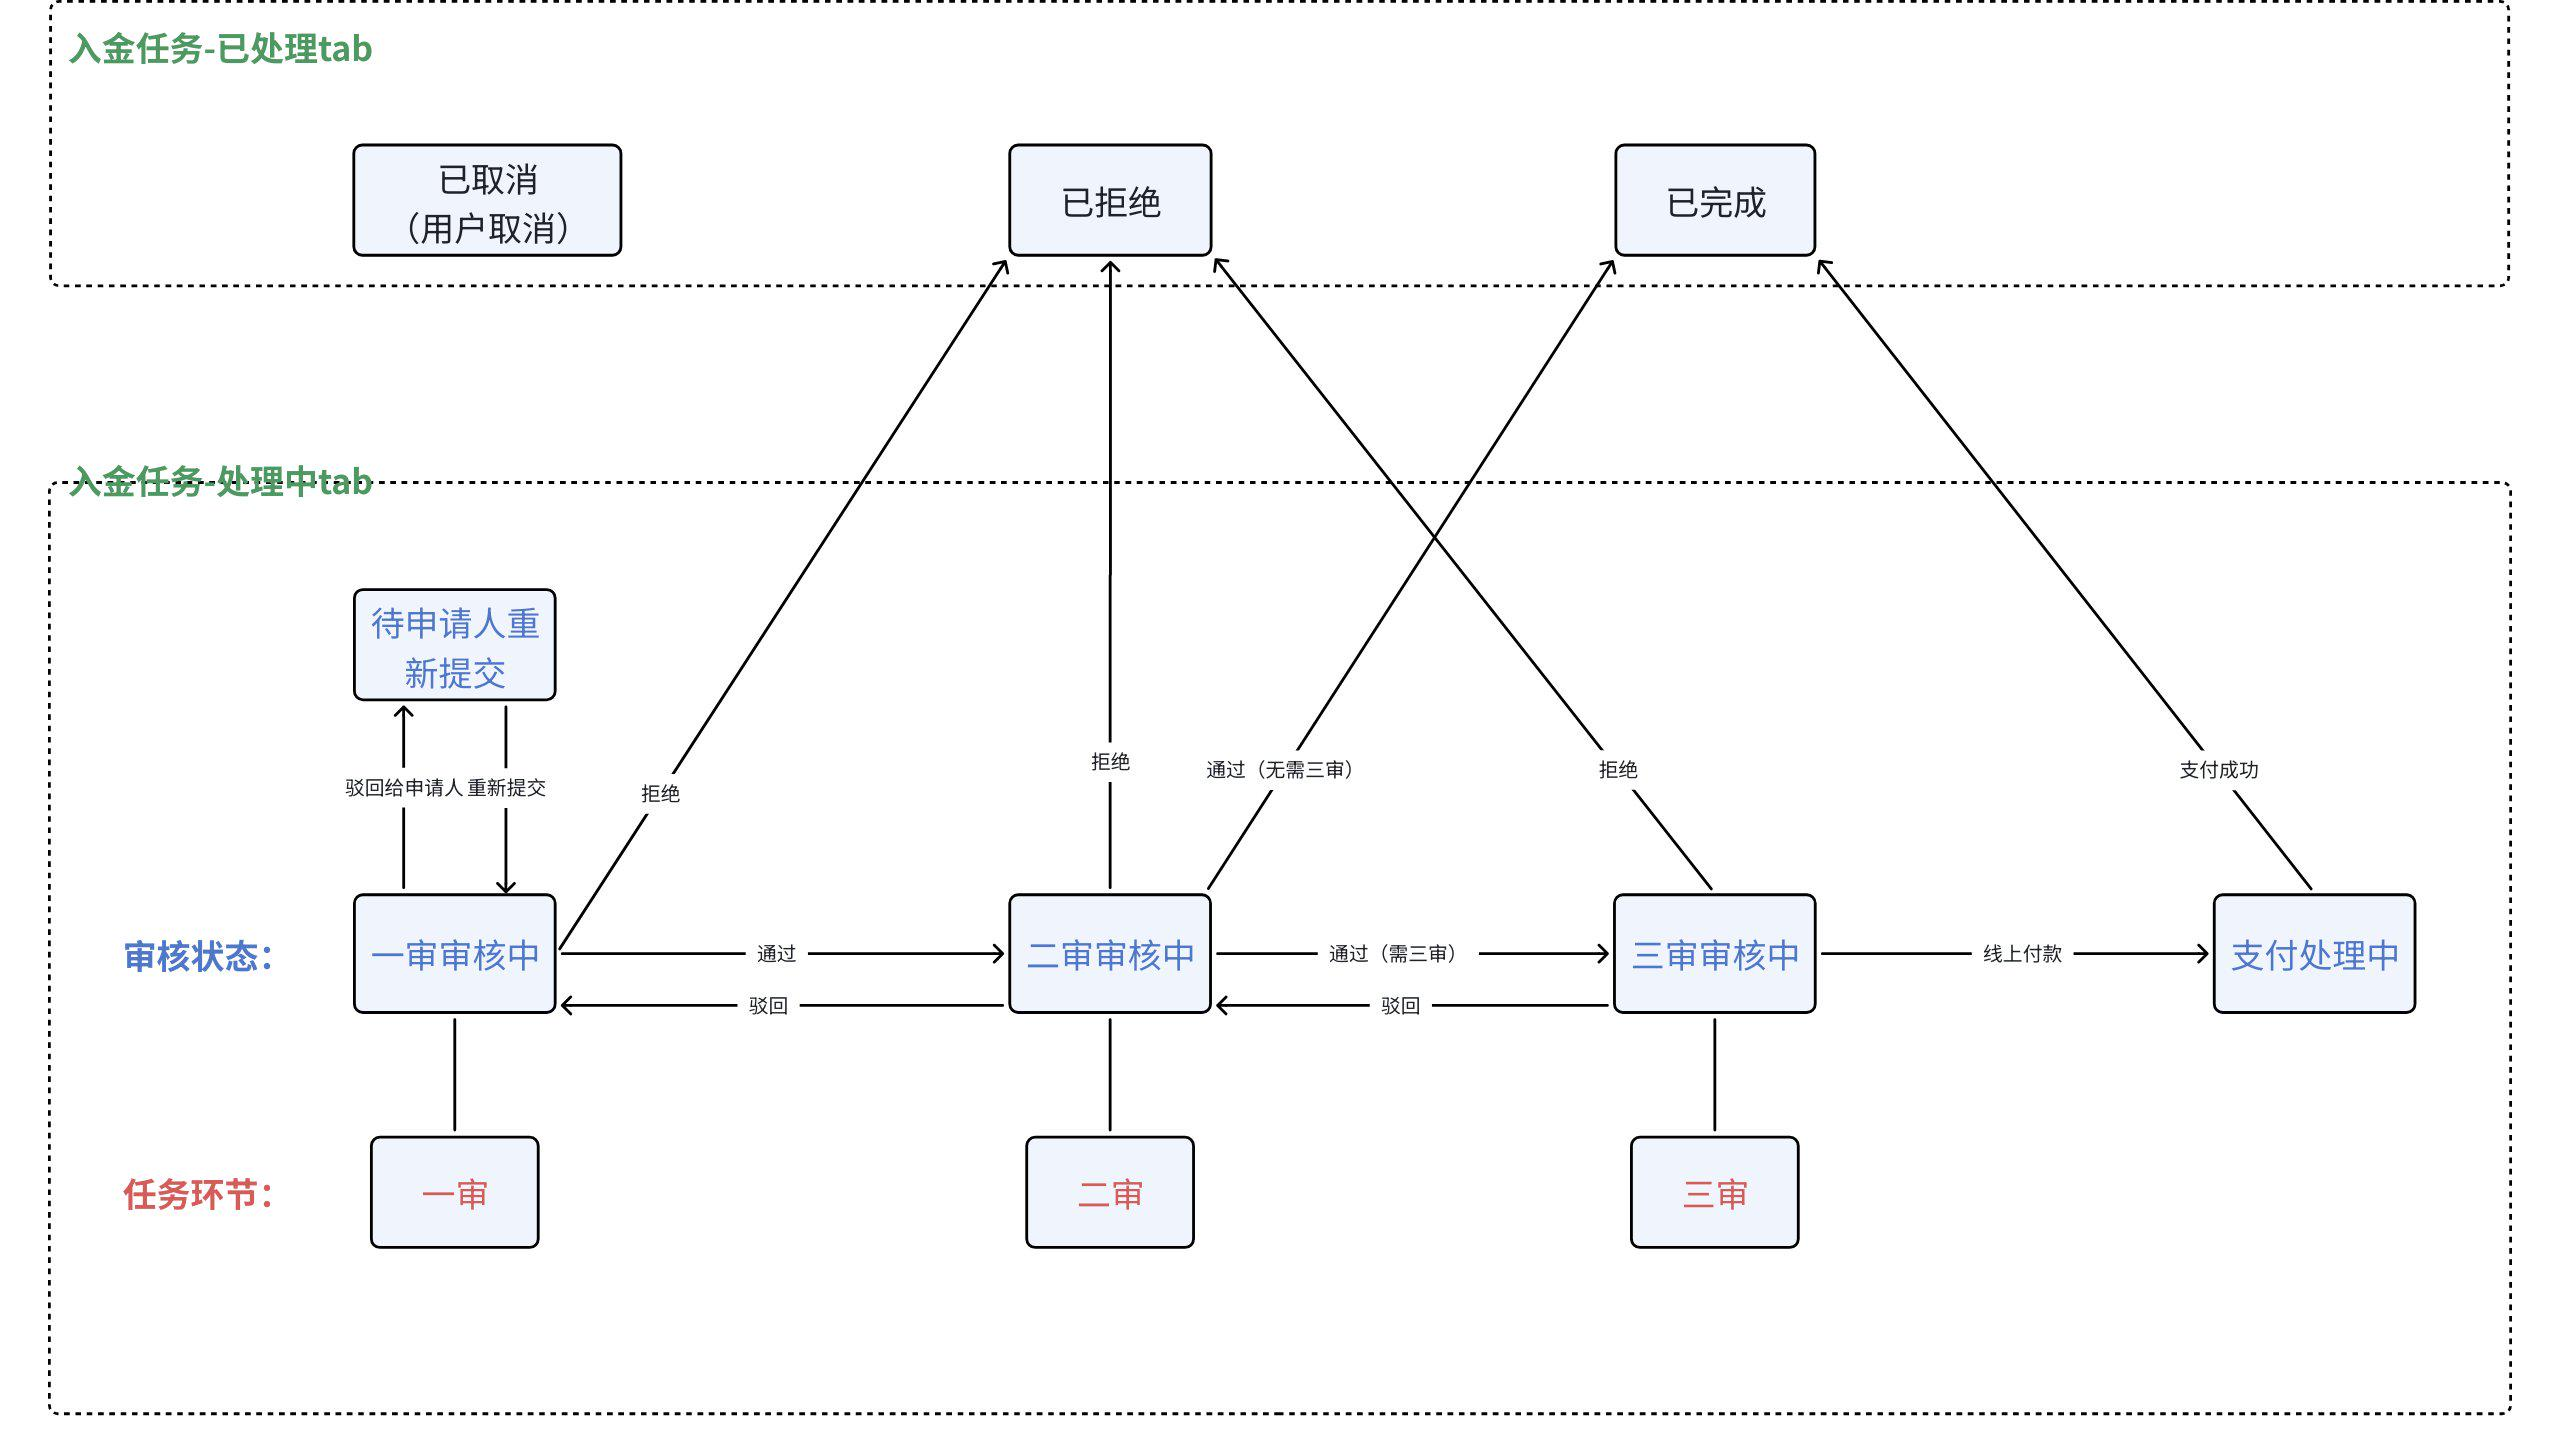 入金任务-已处理tab
已取消
（用户取消）
已拒绝
已完成
入金任务-处理中tab
待申请人重
新提交
驳回给申请人
重新提交
拒绝
拒绝
通过（无需三审）
拒绝
支付成功
审核状态：
一审审核中
通过
驳回
二审审核中
通过（需三审）
驳回
三审审核中
线上付款
支付处理中
任务环节：
一审
二审
三审